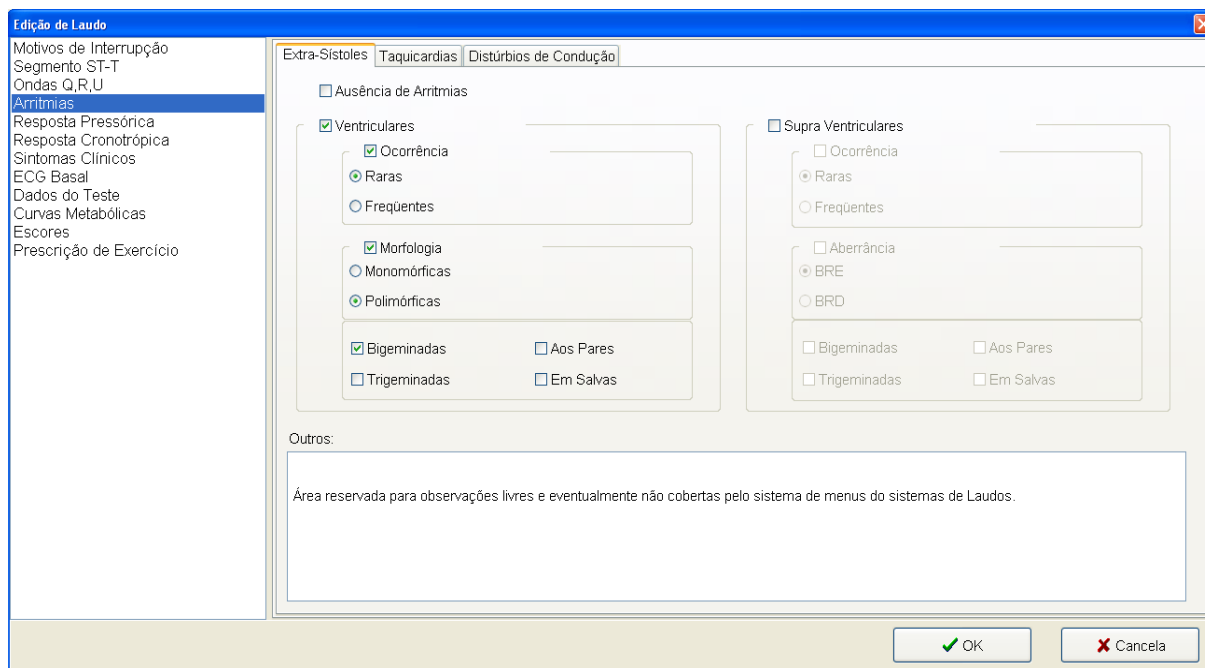 Edição de Laudo
Motivos de Interrupção
Segmento ST-T
Ondas Q,R,U
Arritmias
Resposta Pressórica
Resposta Cronotrópica
Sintomas Clínicos
ECG Basal
Dados do Teste
Curvas Metabólicas
Escores
Prescrição de Exercício
Extra-Sístoles Taquicardias Distúrbios de Condução
Ausência de Arritmias
Ventriculares
Ocorrência
Raras
Freqüentes
Morfologia
Monomórficas
Polimórficas
Bigeminadas Aos Pares
Trigeminadas Em Salvas
Supra Ventriculares
Ocorrência
Raras
Freqüentes
Aberrância
BRE
BRD
Bigeminadas Aos Pares
Trigeminadas Em Salvas
Outros:
Área reservada para observações livres e eventualmente não cobertas pelo sistema de menus do sistemas de Laudos.
OK Cancela